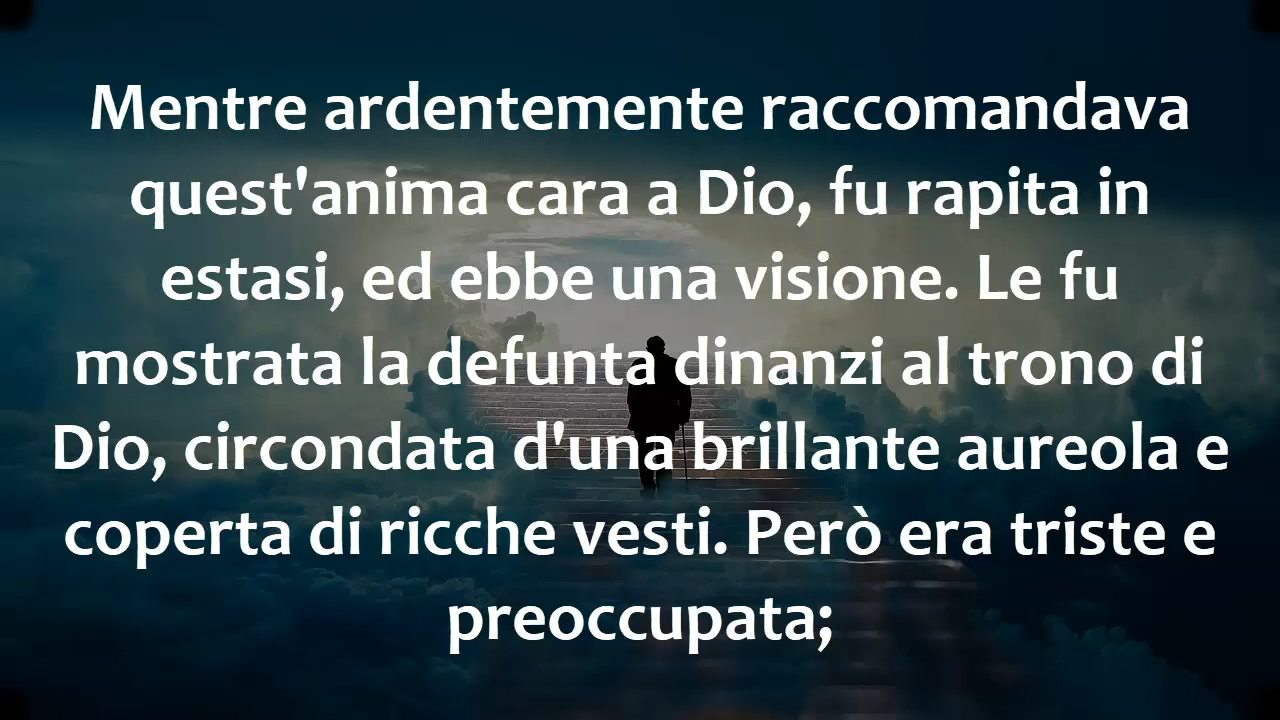 Mentre ardentemente raccomandava
quest'anima cara a Dio, fu rapita in
estasi, ed ebbe una visione. Le fu
mostrata la defunta dinanzi al trono di
Dio, circondata d'una brillante aureola e
coperta di ricche vesti. Però era triste e
preoccupata;